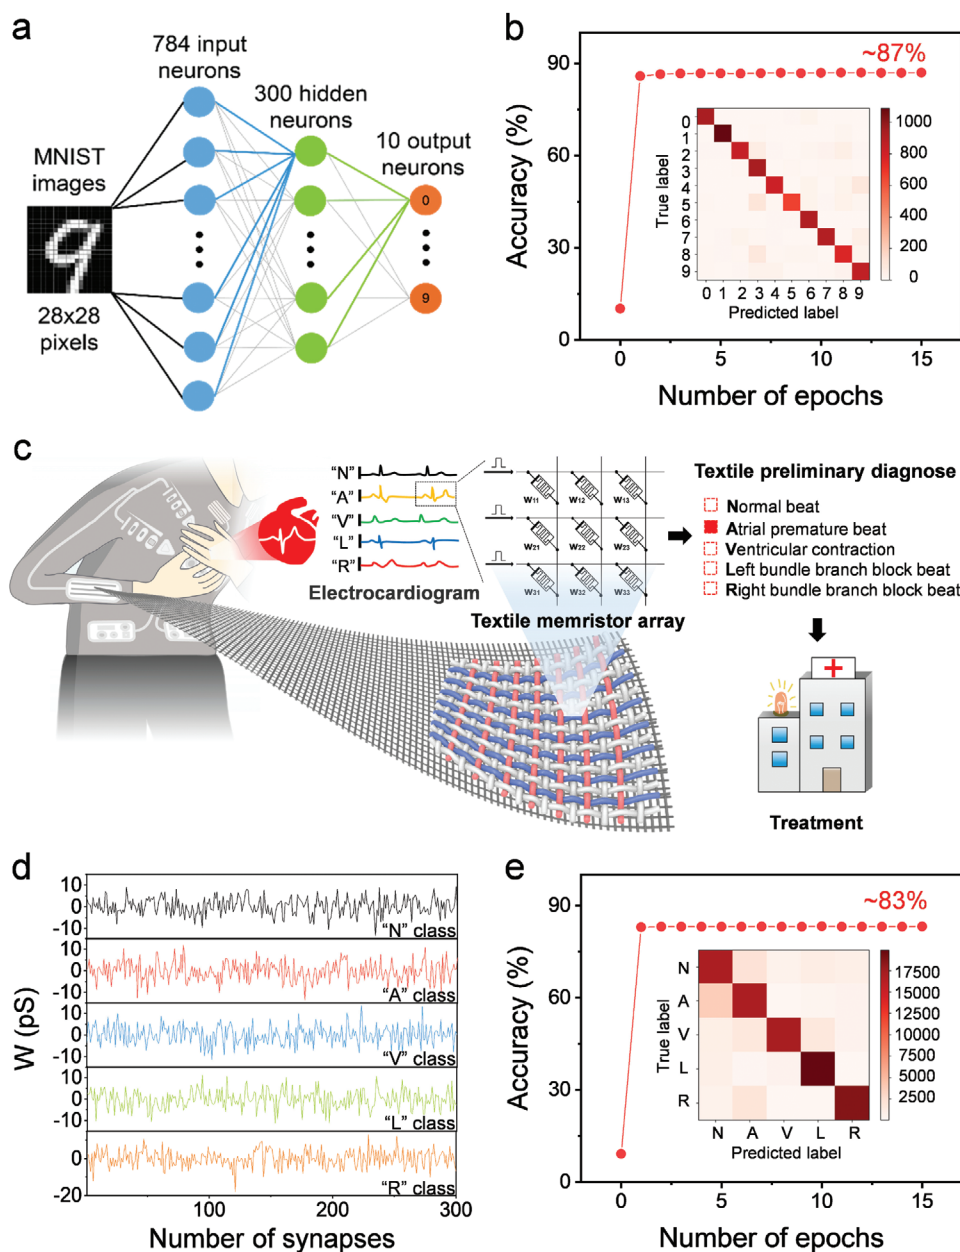 a
784 input
neurons
300 hidden
neurons
10 output
neurons
MNIST
images
0
9
28x28
pixels
b
~87%
Accuracy (%)
90
60
30
0
True label
0
1
2
3
4
5
6
7
8
9
0 1 2 3 4 5 6 7 8 9
Predicted label
1000
800
600
400
200
0
0 5 10 15
Number of epochs
c
"N"
"A"
"V"
"L"
"R"
Electrocardiogram
W11 W12 W13
W21 W22 W23
W31 W32 W33
Textile memristor array
Textile preliminary diagnose
Normal beat
Atrial premature beat
Ventricular contraction
Left bundle branch block beat
Right bundle branch block beat
Treatment
d
W (pS)
10
0
-10
"N" class
10
0
-10
"A" class
10
0
-10
"V" class
10
0
-10
"L" class
0
-20
"R" class
100 200 300
Number of synapses
e
~83%
Accuracy (%)
90
60
30
0
True label
N
A
V
L
R
N A V L R
Predicted label
17500
15000
12500
10000
7500
5000
2500
0 5 10 15
Number of epochs